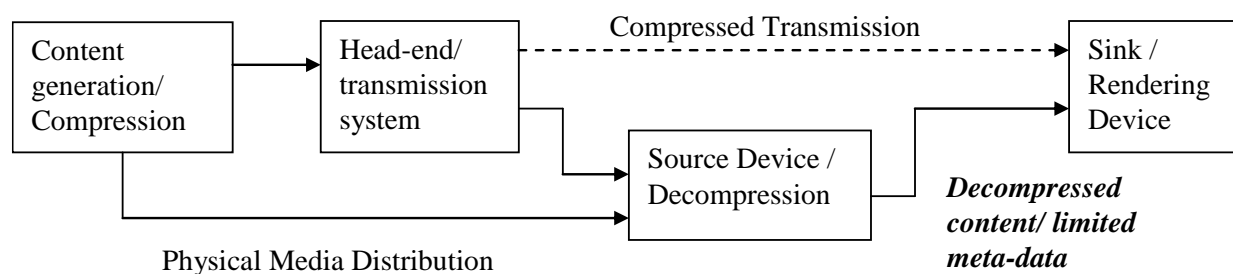 Content
generation/
Compression
Head-end/
transmission
system
Compressed Transmission
Sink /
Rendering
Device
Source Device /
Decompression
Decompressed
content/ limited
meta-data
Physical Media Distribution